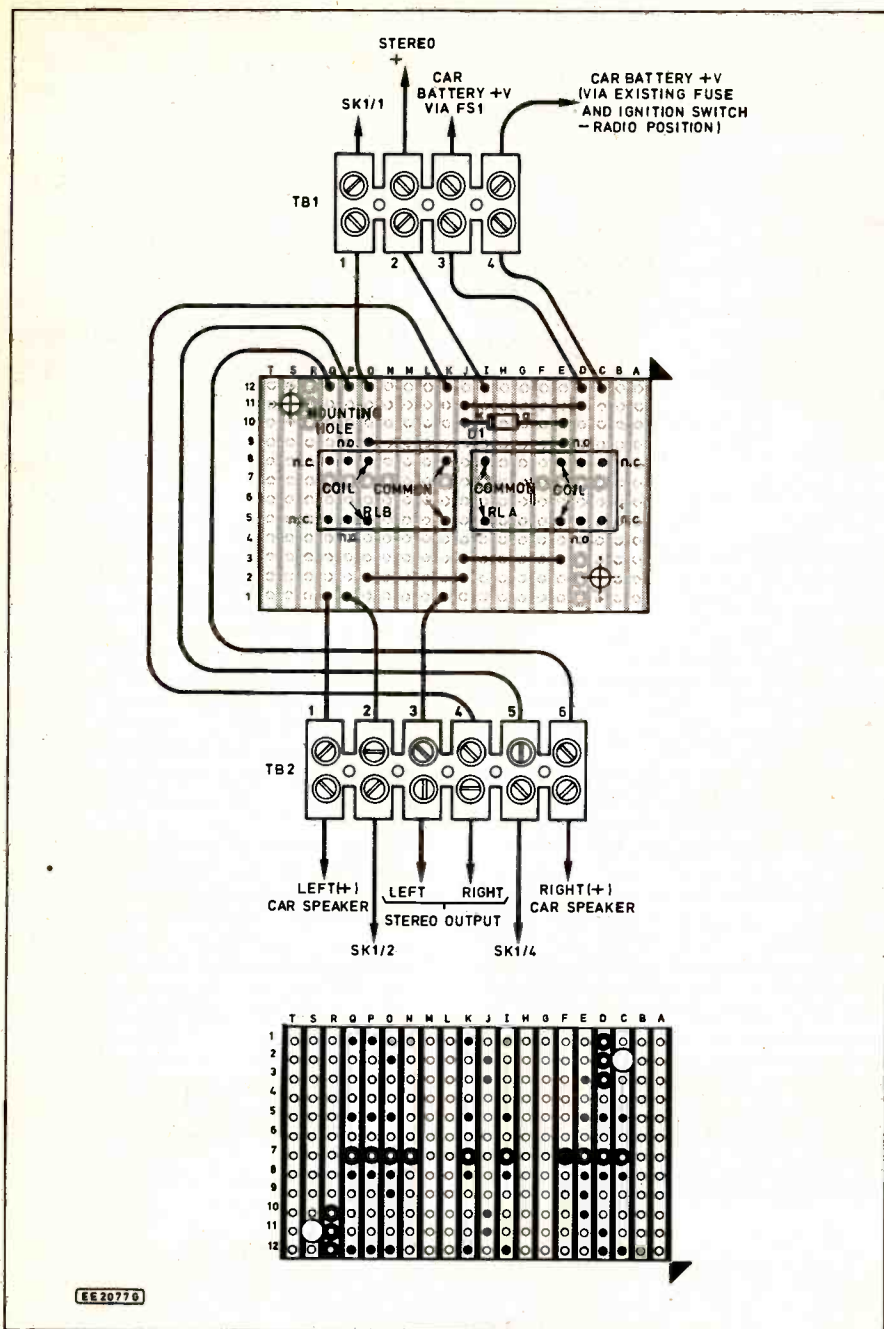 STEREO
+
SK1/1
CAR
BATTERY +V
VIA FS1
CAR BATTERY +V
(VIA EXISTING FUSE
AND IGNITION SWITCH
– RADIO POSITION)
TB1
1 2 3 4
T S R Q P O N M L K J I H G F E D C B A
12
11
10
9
8
7
6
5
4
3
2
1
MOUNTING
HOLE
k a
D1
n.o. n.o
n.c. n.c.
COIL COMMON COMMON COIL
RLB RLA
n.c. n.c.
n.o. n.o
1 2 3 4 5 6
TB2
LEFT(+)
CAR SPEAKER
LEFT RIGHT
STEREO OUTPUT
RIGHT(+)
CAR SPEAKER
SK1/2 SK1/4
T S R Q P O N M L K J I H G F E D C B A
1
2
3
4
5
6
7
8
9
10
11
12
EE2077G